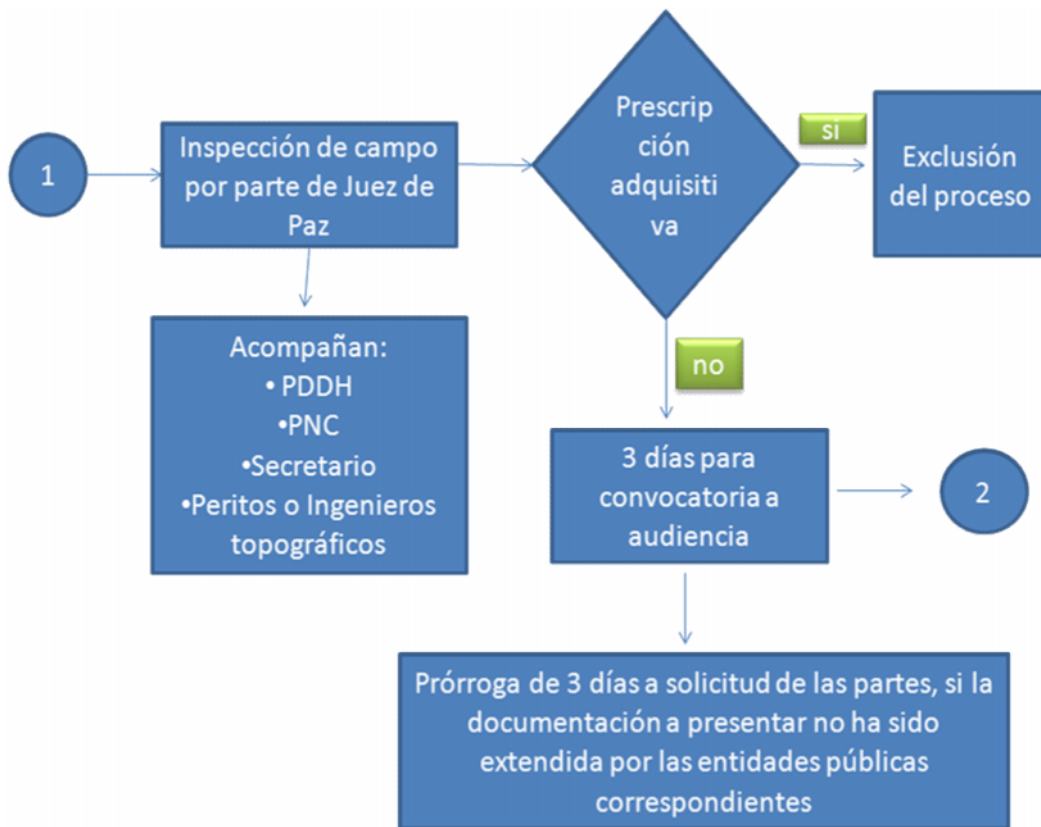 1
Inspección de campo
por parte de Juez de
Paz
Prescrip
ción
adquisiti
va
si
Exclusión
del proceso
Acompañan:
• PDDH
•PNC
•Secretario
•Peritos o Ingenieros
topográficos
no
3 días para
convocatoria a
audiencia
2
Prórroga de 3 días a solicitud de las partes, si la
documentación a presentar no ha sido
extendida por las entidades públicas
correspondientes